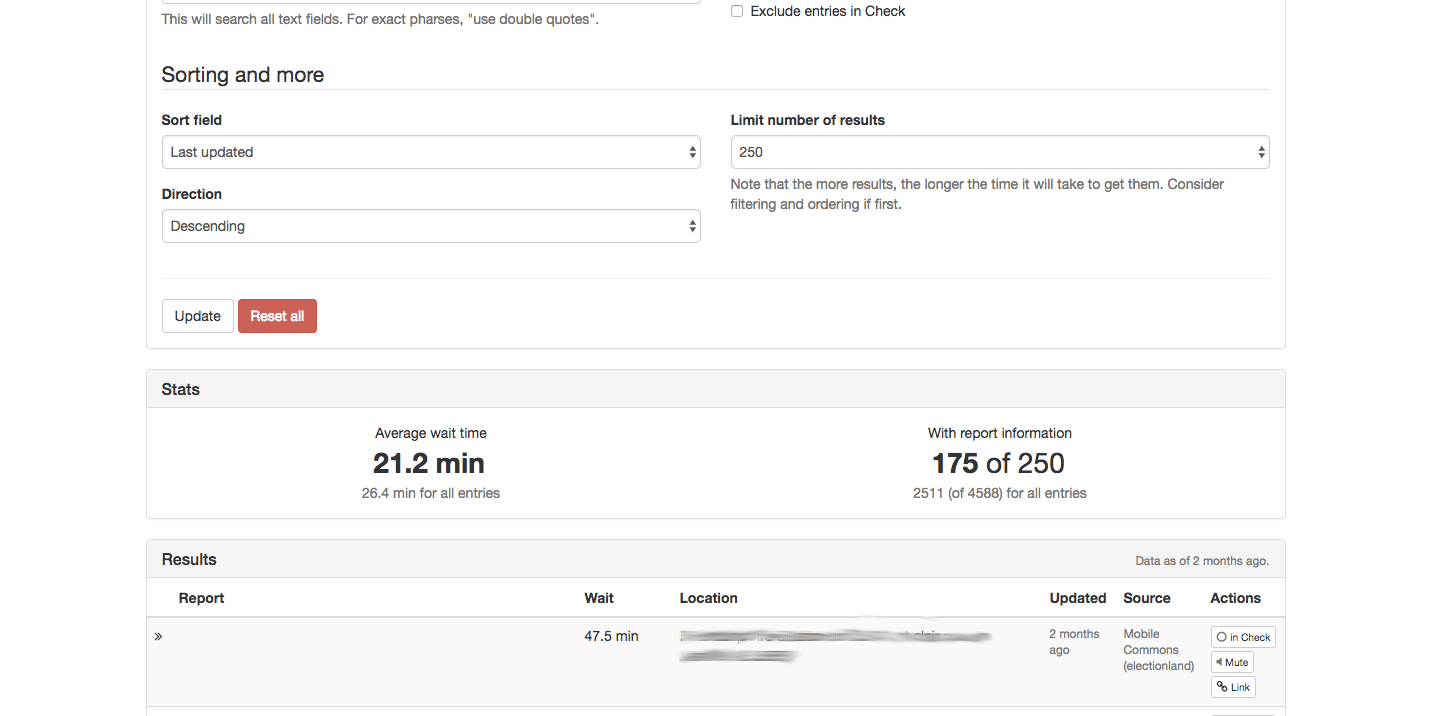 This will search all text fields. For exact pharses, "use double quotes".
Exclude entries in Check
Sorting and more
Sort field
Last updated
Direction
Descending
Limit number of results
250
Note that the more results, the longer the time it will take to get them. Consider
filtering and ordering if first.
Update
Reset all
Stats
Average wait time
21.2 min
26.4 min for all entries
With report information
175 of 250
2511 (of 4588) for all entries
Results
Data as of 2 months ago.
Report
Wait
Location
Updated
Source
Actions
»
47.5 min
2 months
ago
Mobile
Commons
(electionland)
in Check
Mute
Link